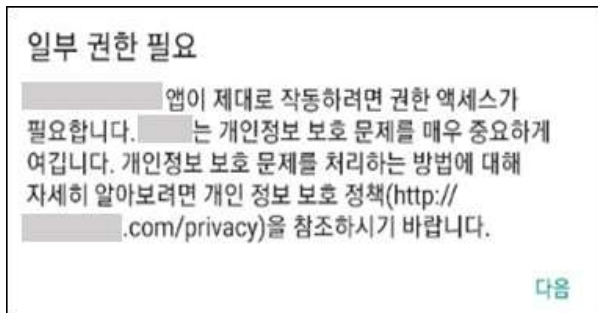 일부 권한 필요
앱이 제대로 작동하려면 권한 액세스가
필요합니다. 는 개인정보 보호 문제를 매우 중요하게
여깁니다. 개인정보 보호 문제를 처리하는 방법에 대해
자세히 알아보려면 개인 정보 보호 정책(http://
.com/privacy)을 참조하시기 바랍니다.
다음